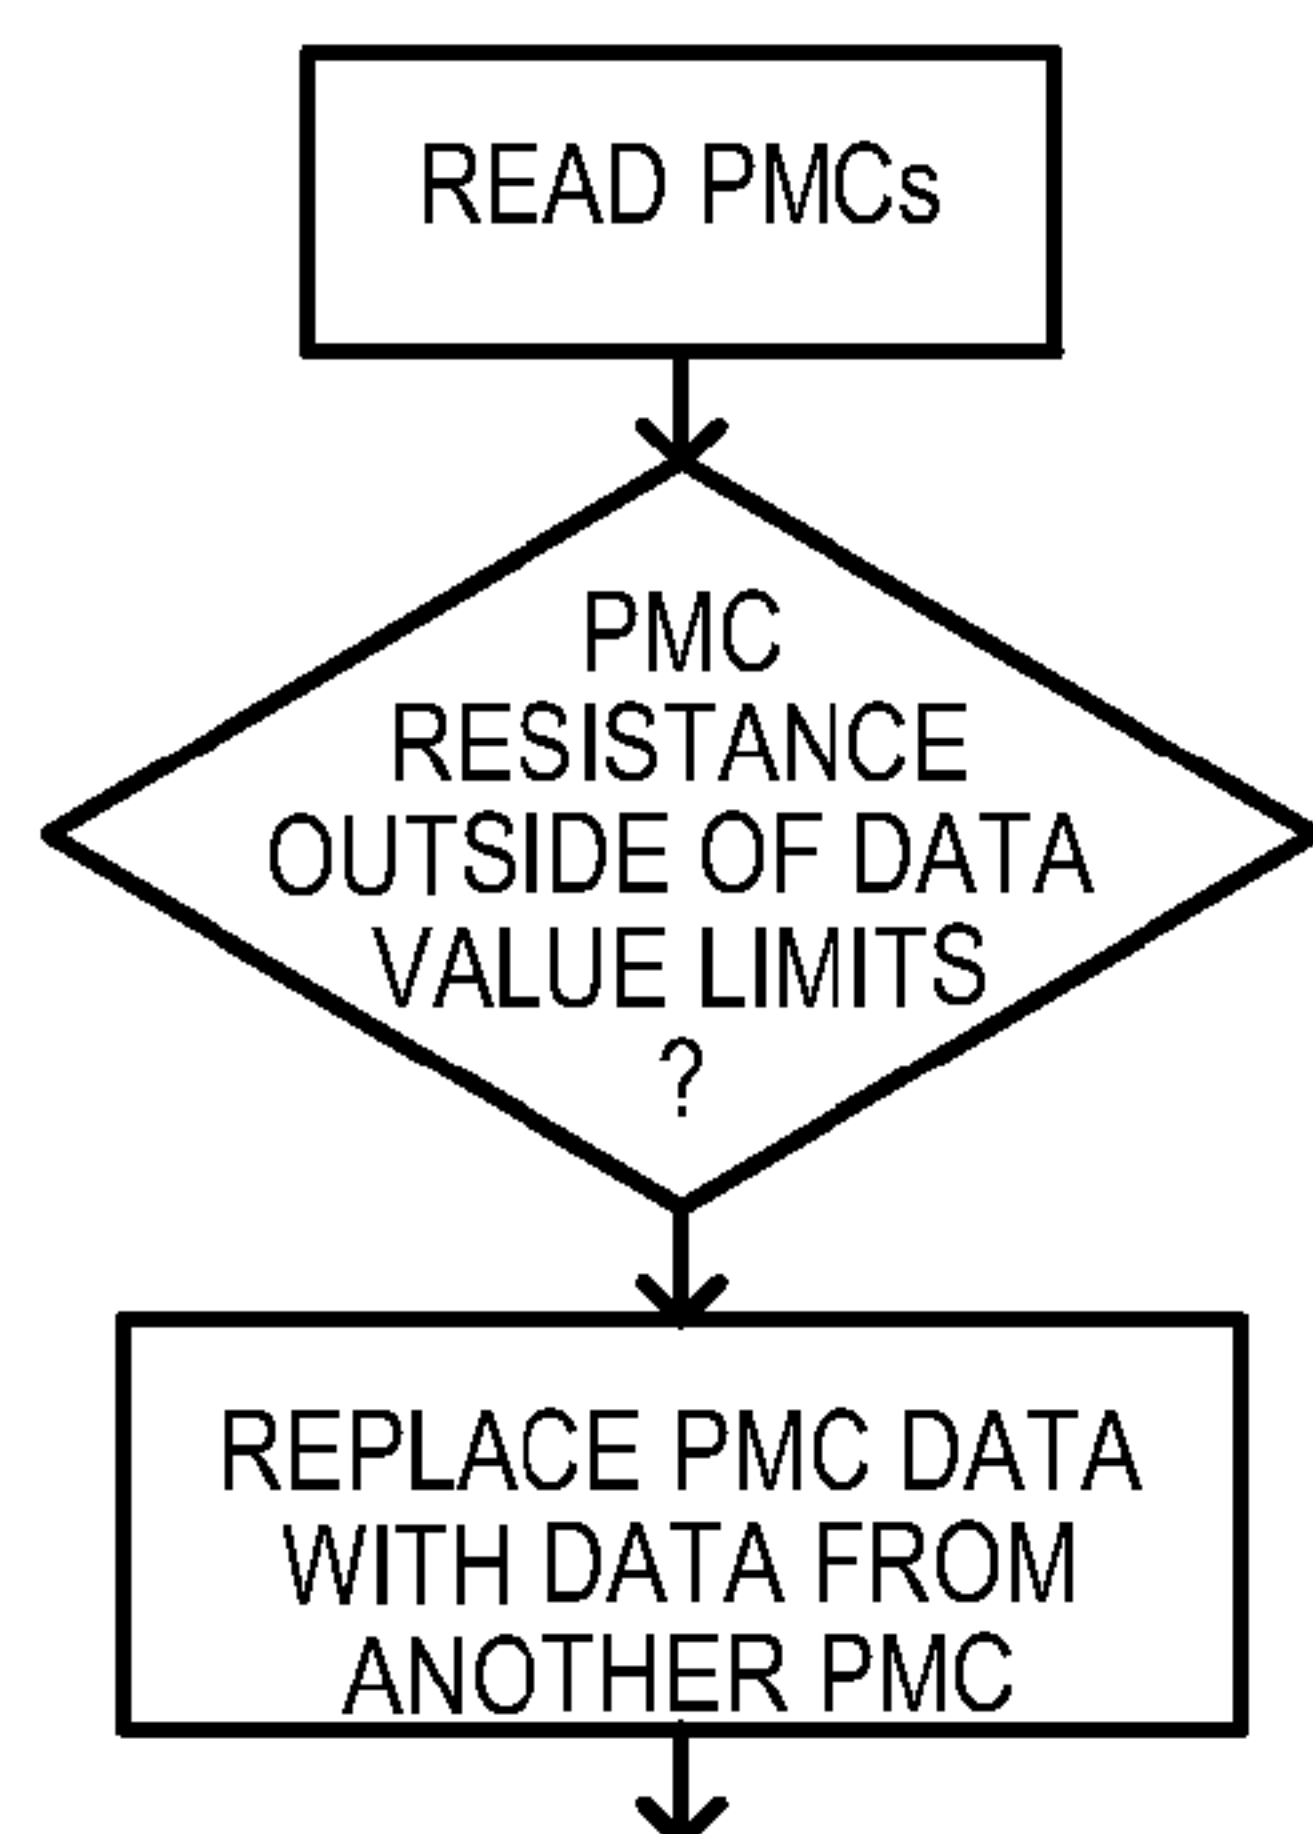 READ PMCs
PMC
RESISTANCE
OUTSIDE OF DATA
VALUE LIMITS
?
REPLACE PMC DATA
WITH DATA FROM
ANOTHER PMC